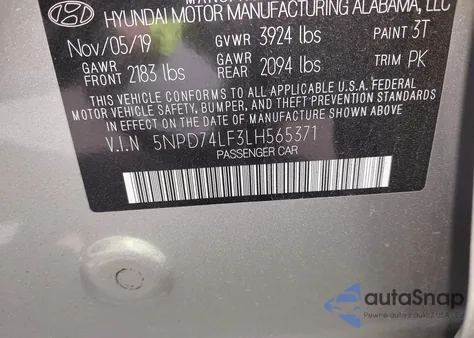 HYUNDAI MOTOR MANUFACTURING ALABAMA, LLC
Nov/05/19 GVWR 3924 lbs PAINT 3T
GAWR FRONT 2183 lbs GAWR REAR 2094 lbs TRIM PK
THIS VEHICLE CONFORMS TO ALL APPLICABLE U.S.A. FEDERAL
MOTOR VEHICLE SAFETY, BUMPER, AND THEFT PREVENTION STANDARDS
IN EFFECT ON THE DATE OF MANUFACTURE SHOWN ABOVE.
V.I.N 5NPD74LF3LH565371
PASSENGER CAR
autoSnap